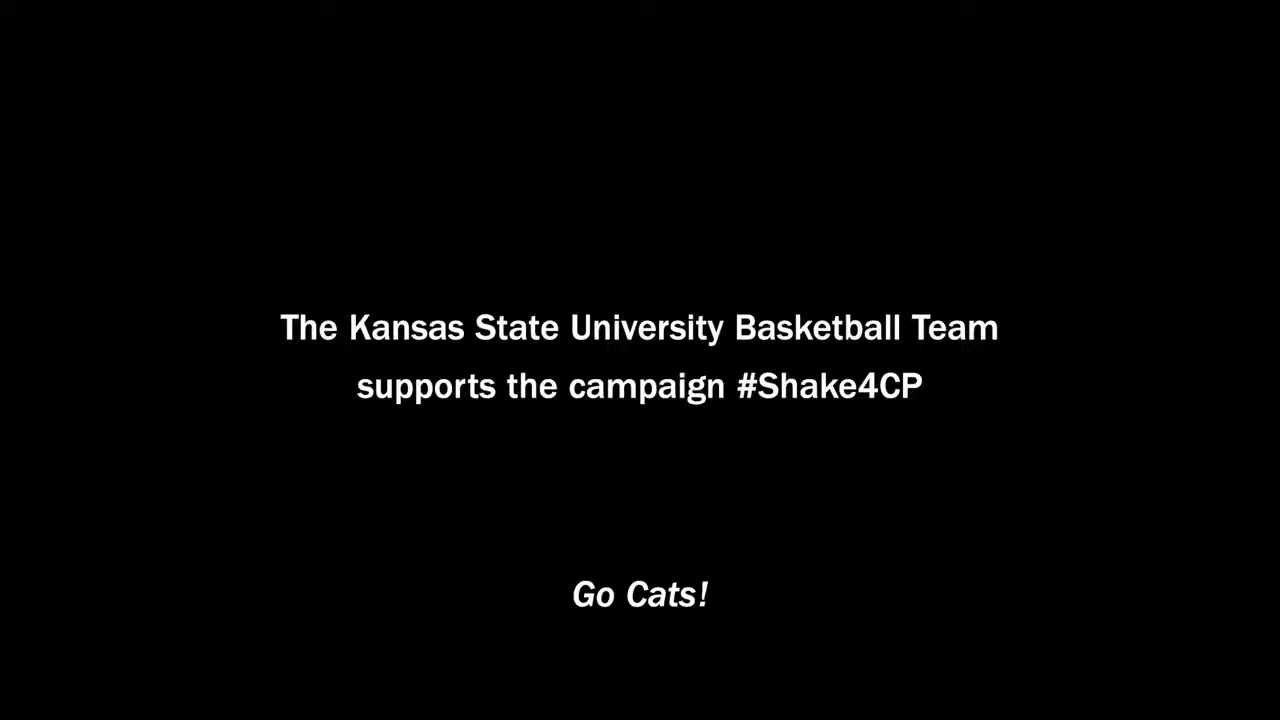 The Kansas State University Basketball Team
supports the campaign #Shake4CP
Go Cats!